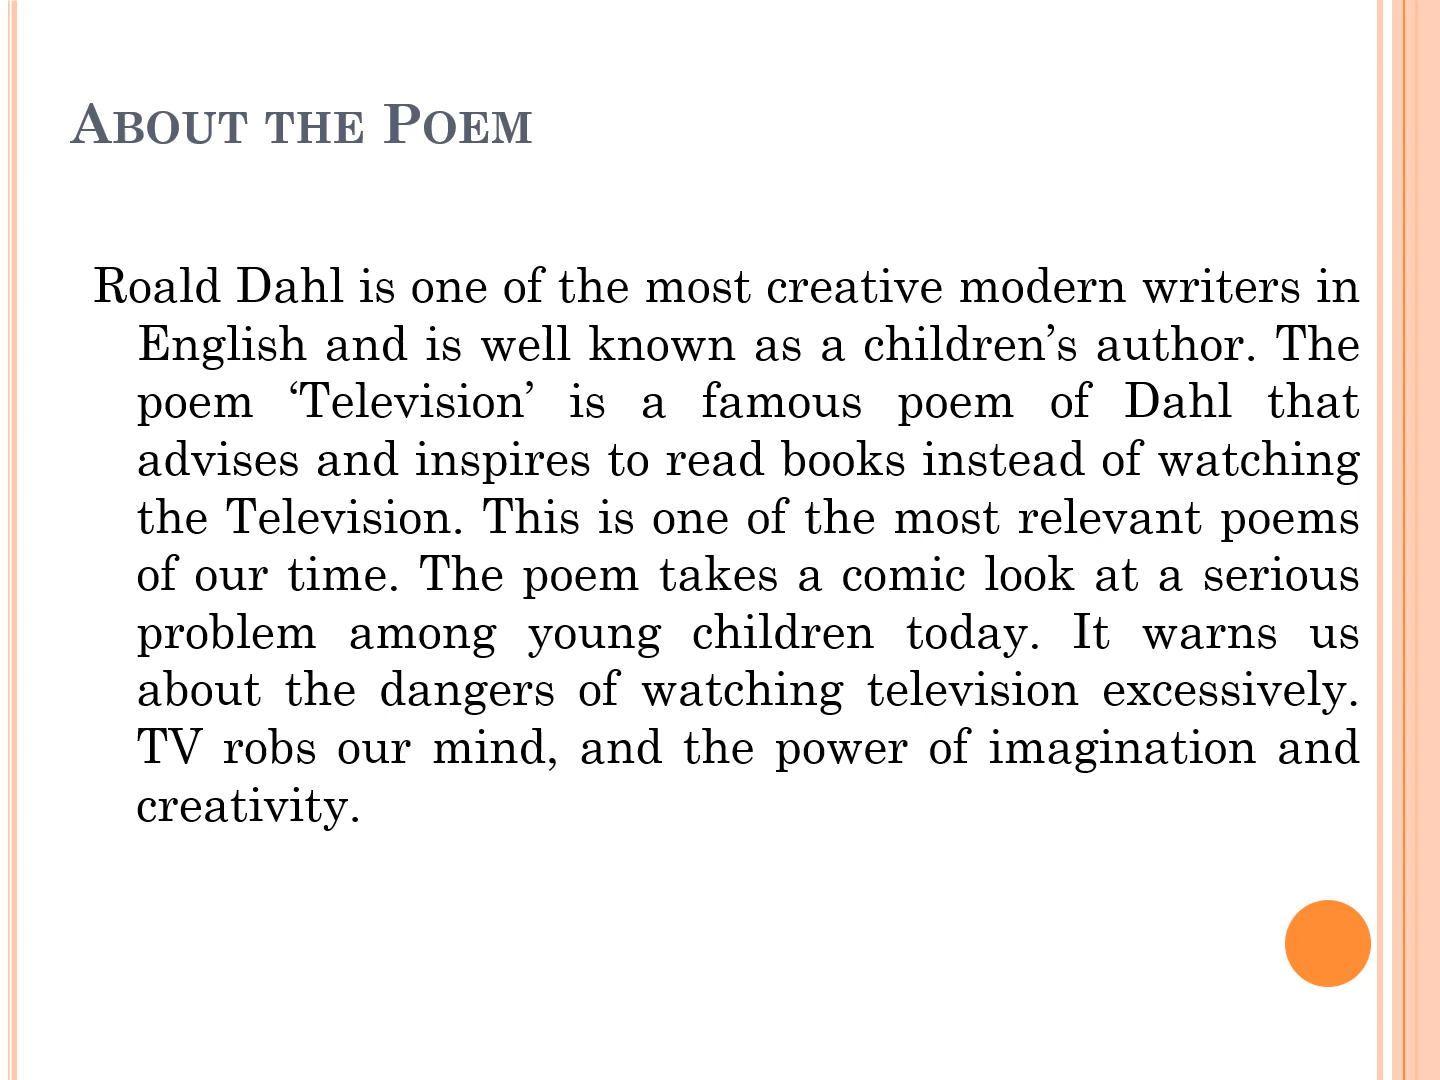 About the Poem
Roald Dahl is one of the most creative modern writers in
English and is well known as a children’s author. The
poem ‘Television’ is a famous poem of Dahl that
advises and inspires to read books instead of watching
the Television. This is one of the most relevant poems
of our time. The poem takes a comic look at a serious
problem among young children today. It warns us
about the dangers of watching television excessively.
TV robs our mind, and the power of imagination and
creativity.